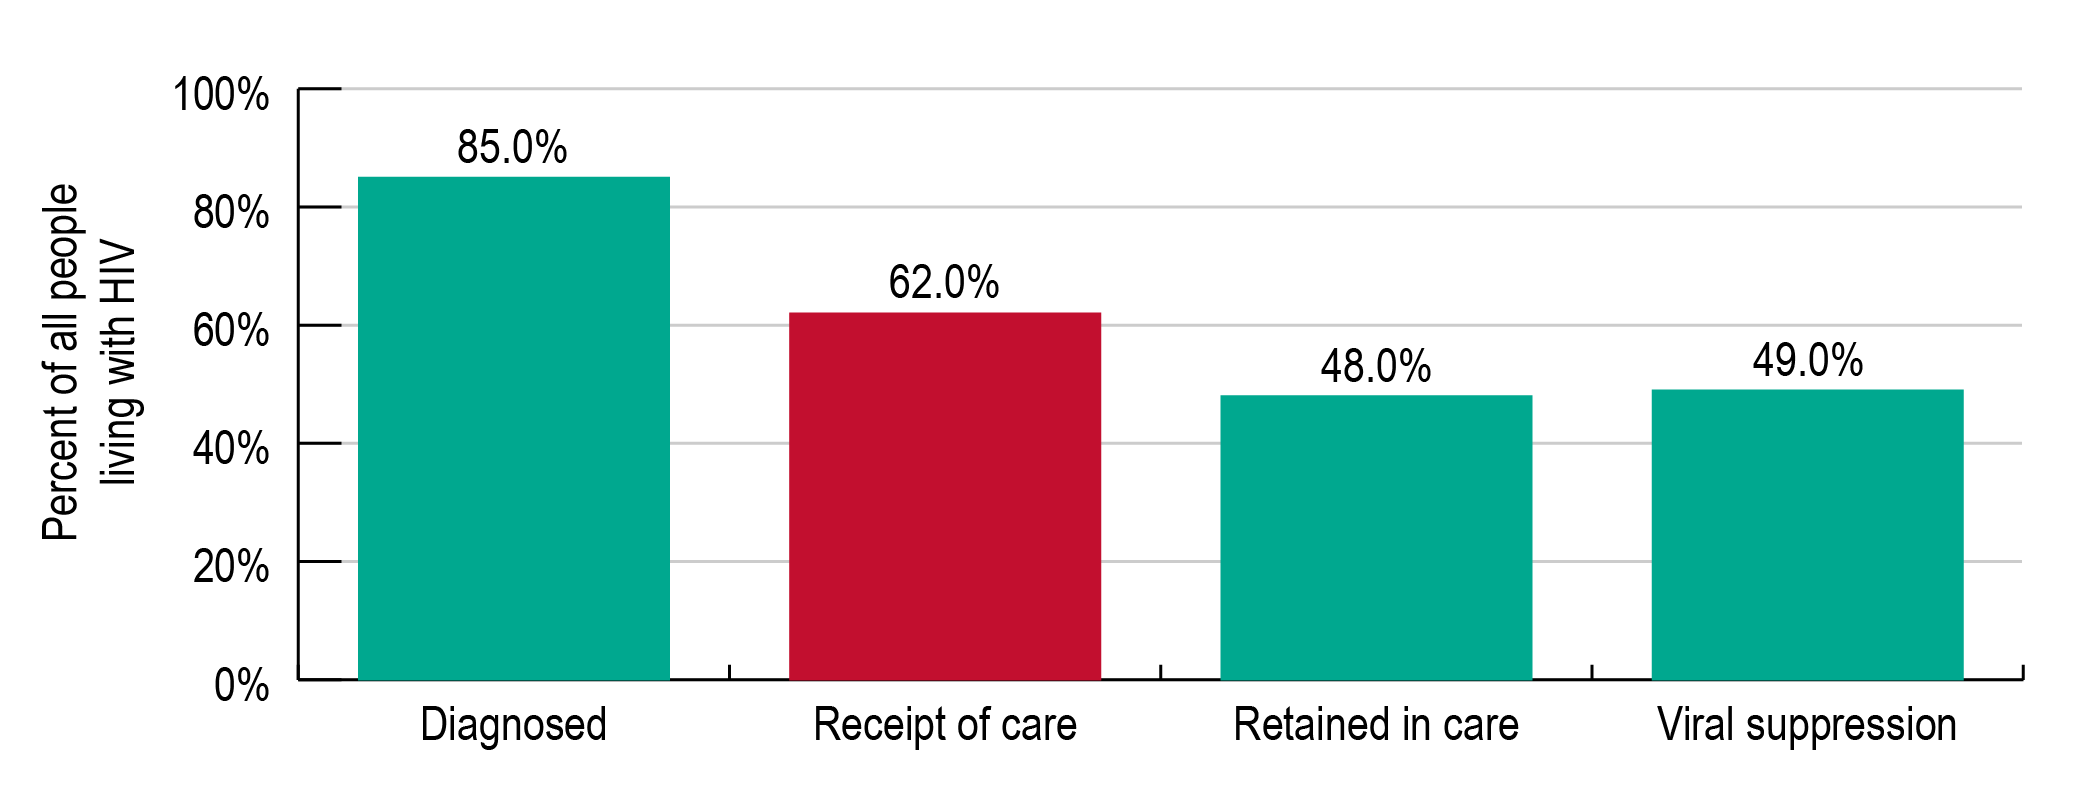 Percent of all people
living with HIV
100%
80%
60%
40%
20%
0%
85.0%
62.0%
48.0%
49.0%
Diagnosed
Receipt of care
Retained in care
Viral suppression